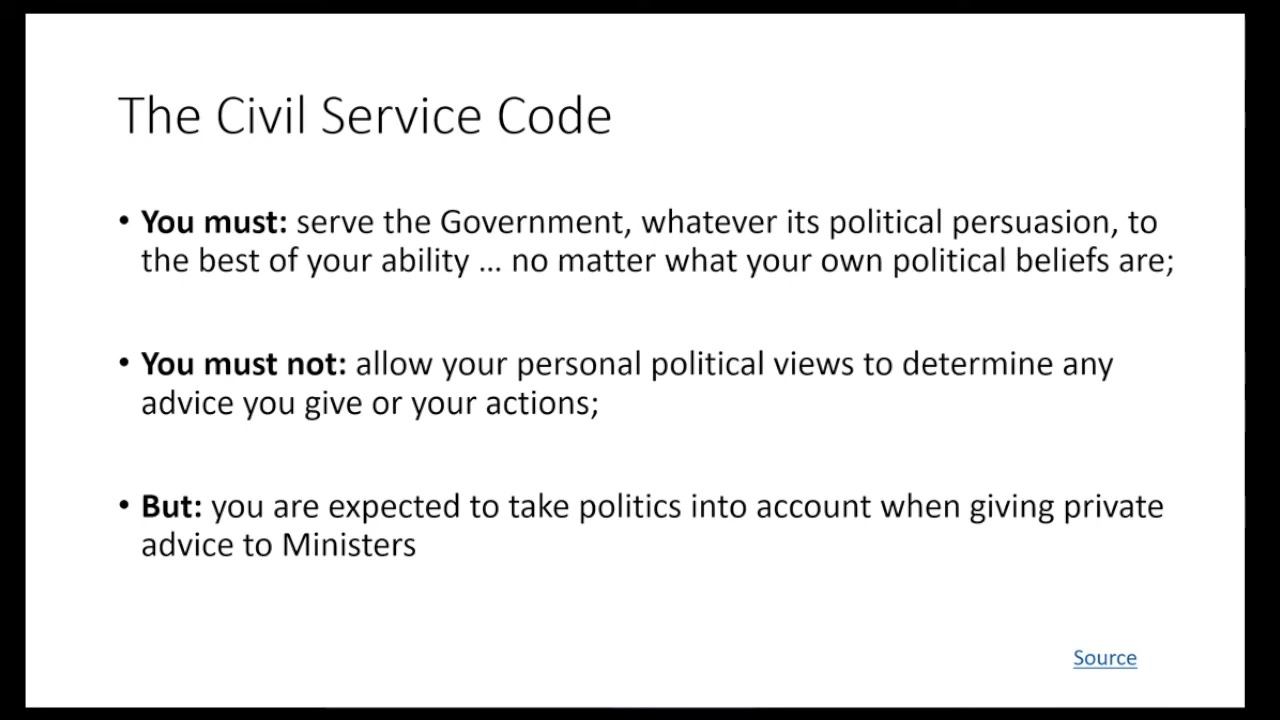 The Civil Service Code
• You must: serve the Government, whatever its political persuasion, to
the best of your ability ... no matter what your own political beliefs are;
• You must not: allow your personal political views to determine any
advice you give or your actions;
• But: you are expected to take politics into account when giving private
advice to Ministers
Source